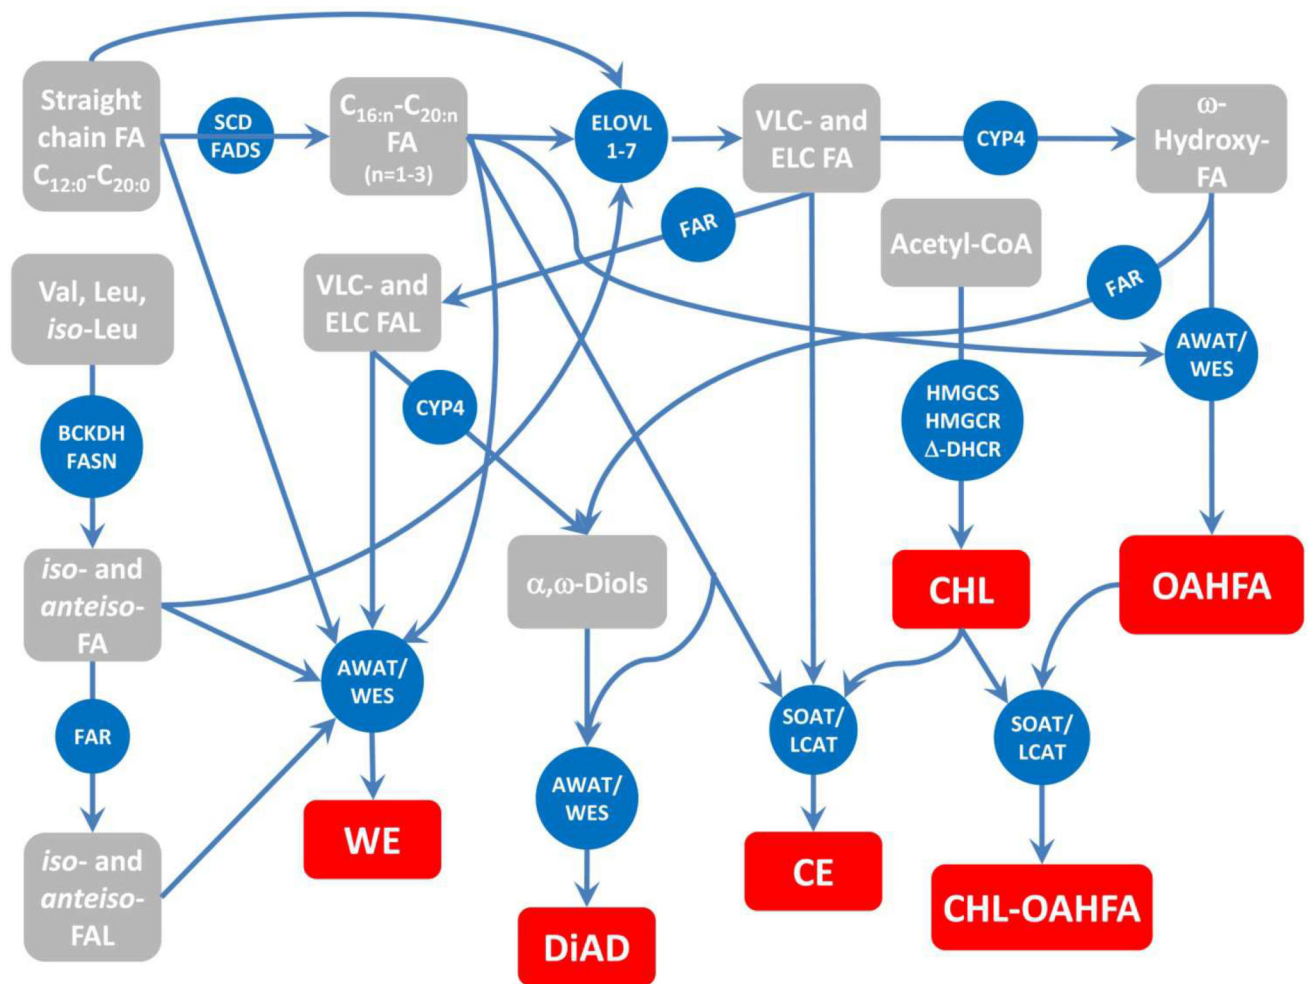 Straight
chain FA
C12:0-C20:0
SCD
FADS
C16:n-C20:n
FA
(n=1-3)
ELOVL
1-7
VLC- and
ELC FA
CYP4
ω-
Hydroxy-
FA
FAR
Acetyl-CoA
FAR
Val, Leu,
iso-Leu
VLC- and
ELC FAL
AWAT/
WES
CYP4
HMGCS
HMGCR
Δ-DHCR
BCKDH
FASN
iso- and
anteiso-
FA
α,ω-Diols
CHL
OAHFA
AWAT/
WES
FAR
SOAT/
LCAT
SOAT/
LCAT
AWAT/
WES
WE
CE
iso- and
anteiso-
FAL
CHL-OAHFA
DiAD